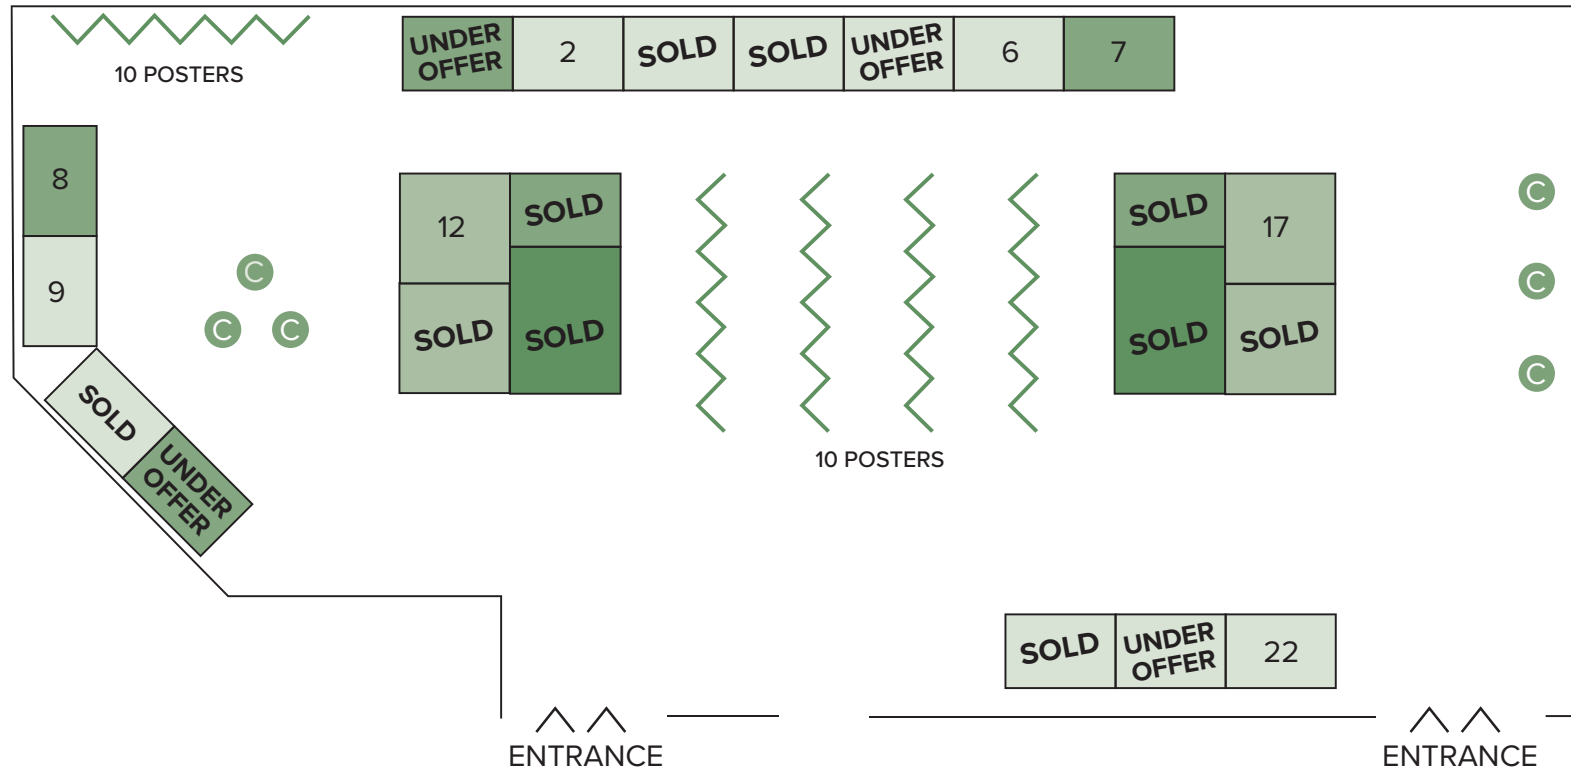 UNDER
OFFER
2
SOLD
SOLD
UNDER
OFFER
6
7
10 POSTERS
8
9
SOLD
UNDER
OFFER
C
C
C
12
SOLD
SOLD
SOLD
10 POSTERS
SOLD
17
SOLD
SOLD
C
C
C
SOLD
UNDER
OFFER
22
ENTRANCE
ENTRANCE